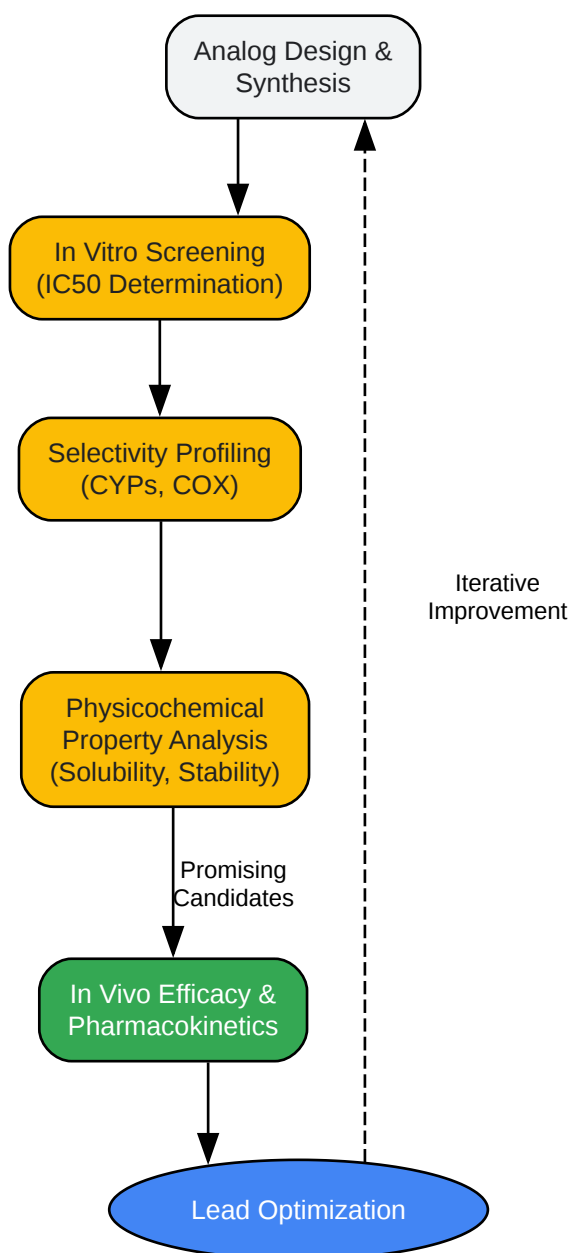 Analog Design &
Synthesis
In Vitro Screening
(IC50 Determination)
Selectivity Profiling
(CYPs, COX)
Iterative
Improvement
Physicochemical
Property Analysis
(Solubility, Stability)
Promising
Candidates
In Vivo Efficacy &
Pharmacokinetics
Lead Optimization